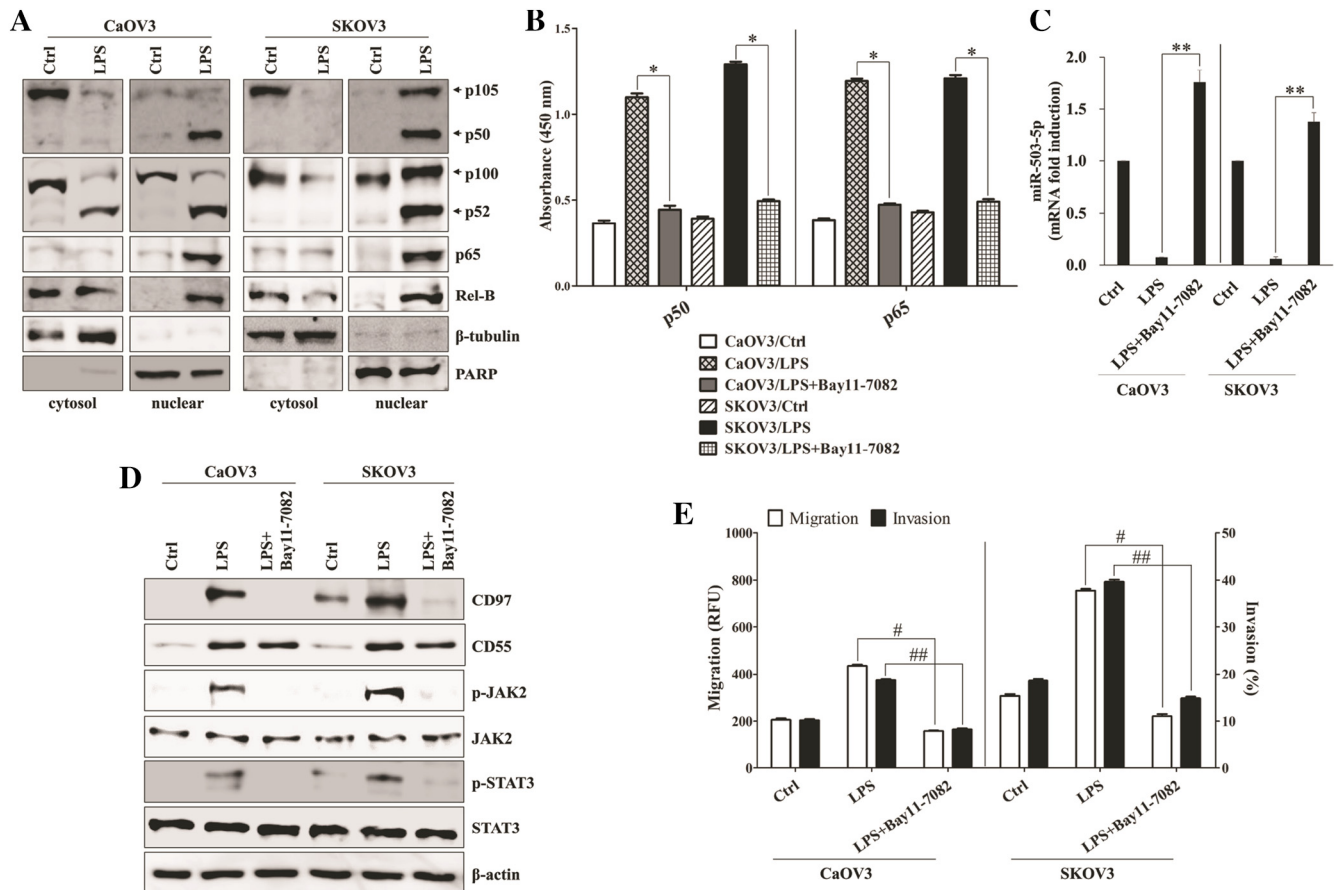 A
CaOV3
SKOV3
Ctrl
LPS
Ctrl
LPS
Ctrl
LPS
Ctrl
LPS
p105
p50
p100
p52
p65
Rel-B
β-tubulin
PARP
cytosol
nuclear
cytosol
nuclear
B
Absorbance (450 nm)
1.5
1.0
0.5
0.0
*
*
*
*
p50
p65
CaOV3/Ctrl
CaOV3/LPS
CaOV3/LPS+Bay11-7082
SKOV3/Ctrl
SKOV3/LPS
SKOV3/LPS+Bay11-7082
C
miR-503-5p
(mRNA fold induction)
2.0
1.5
1.0
0.5
0.0
**
**
Ctrl
LPS
LPS+Bay11-7082
Ctrl
LPS
LPS+Bay11-7082
CaOV3
SKOV3
D
CaOV3
SKOV3
Ctrl
LPS
LPS+
Bay11-7082
Ctrl
LPS
LPS+
Bay11-7082
CD97
CD55
p-JAK2
JAK2
p-STAT3
STAT3
β-actin
E
Migration
Invasion
Migration (RFU)
1000
800
600
400
200
0
Invasion (%)
50
40
30
20
10
0
#
##
#
##
Ctrl
LPS
LPS+Bay11-7082
Ctrl
LPS
LPS+Bay11-7082
CaOV3
SKOV3